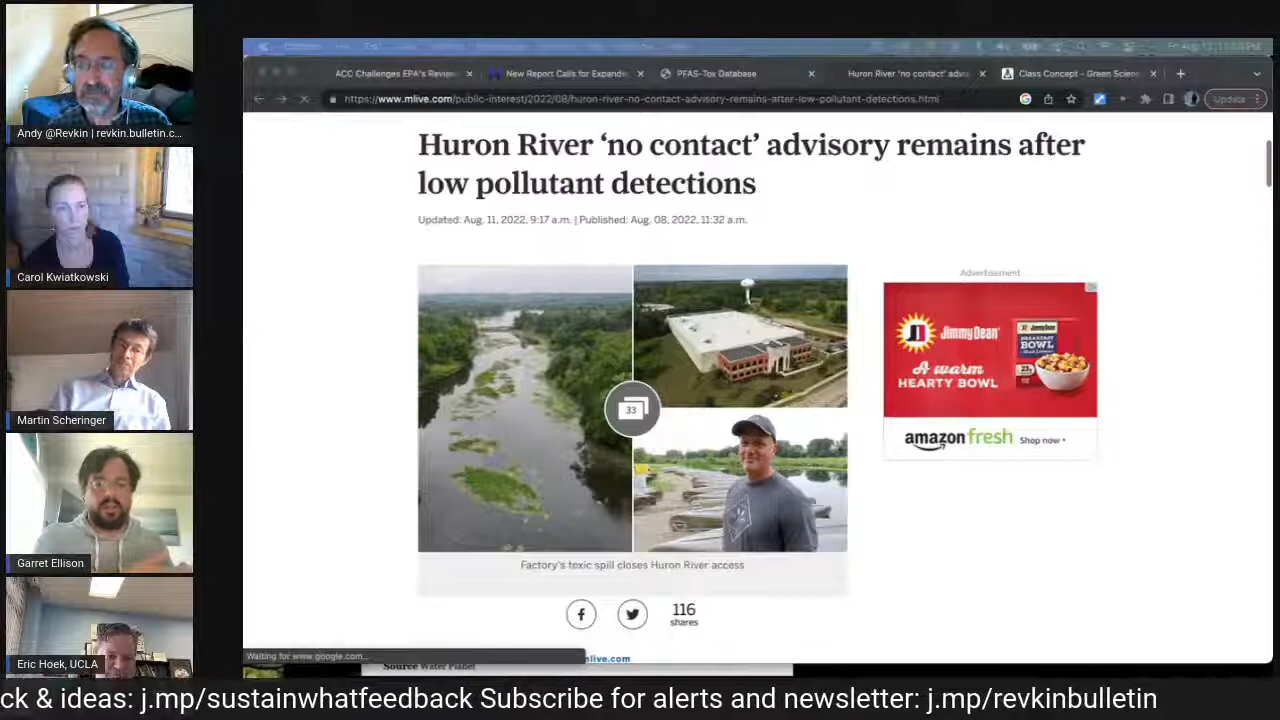 Andy @Revkin | revkin.bulletin.c...
Carol Kwiatkowski
Martin Scheringer
Garret Ellison
Eric Hoek, UCLA
ACC Challenges EPA's Review
New Report Calls for Expande
PFAS-Tox Database
Huron River 'no contact' advis
Class Concept - Green Scien
https://www.mlive.com/public-interest/2022/08/huron-river-no-contact-advisory-remains-after-low-pollutant-detections.html
Update
Huron River ‘no contact’ advisory remains after
low pollutant detections
Updated: Aug. 11, 2022, 9:17 a.m. | Published: Aug. 08, 2022, 11:32 a.m.
33
Advertisement
Jimmy Dean
A warm
HEARTY BOWL
BREAKFAST
BOWL
amazon fresh Shop now
Factory's toxic spill closes Huron River access
116
shares
Waiting for www.google.com...
mlive.com
Source Water Planet
ck & ideas: j.mp/sustainwhatfeedback Subscribe for alerts and newsletter: j.mp/revkinbulletin